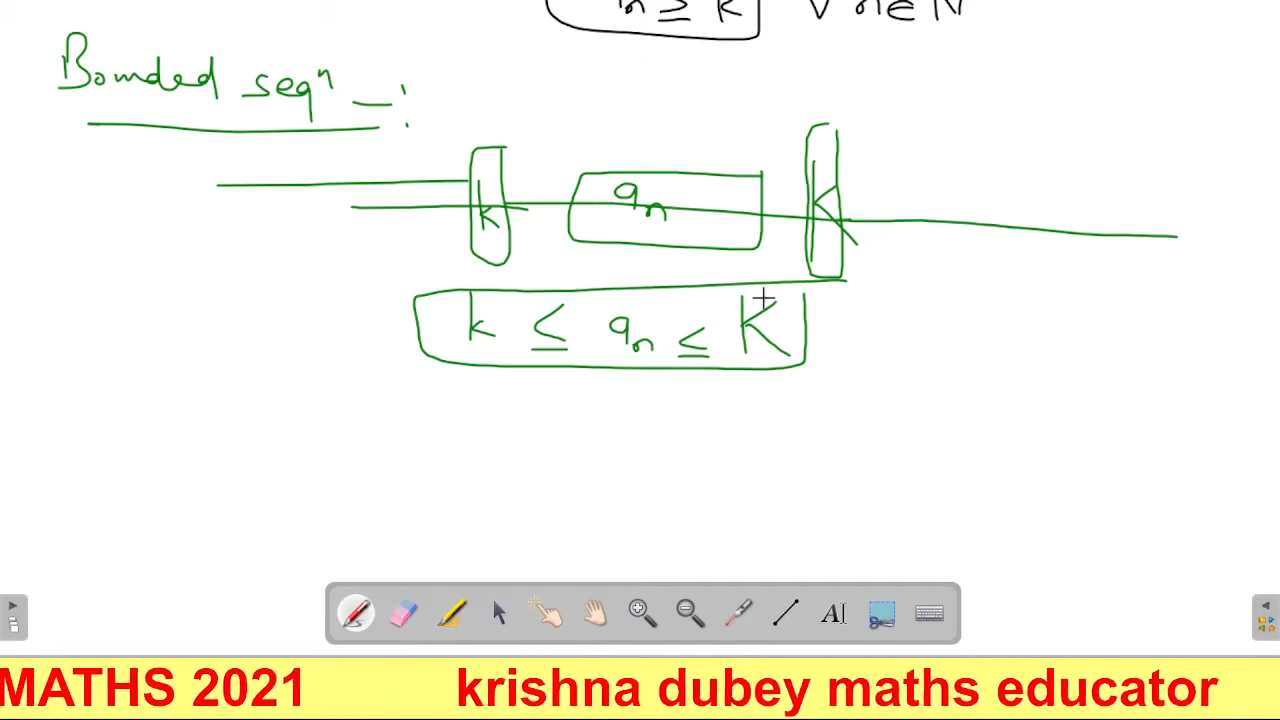 n ≥ k ∀ n ∈ N
Bounded seqⁿ —:
k aₙ K
k ≤ aₙ ≤ K
MATHS 2021 krishna dubey maths educator